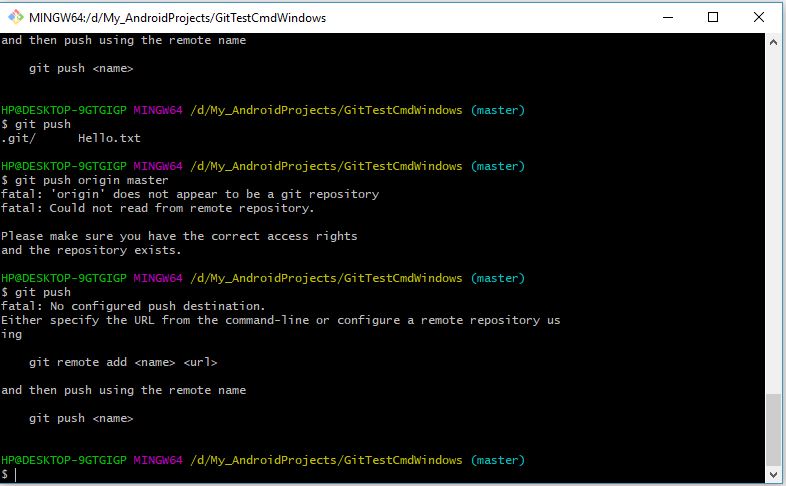 MINGW64:/d/My_AndroidProjects/GitTestCmdWindows
and then push using the remote name
git push <name>
HP@DESKTOP-9GTGIGP MINGW64 /d/My_AndroidProjects/GitTestCmdWindows (master)
$ git push
.git/      Hello.txt
HP@DESKTOP-9GTGIGP MINGW64 /d/My_AndroidProjects/GitTestCmdWindows (master)
$ git push origin master
fatal: 'origin' does not appear to be a git repository
fatal: Could not read from remote repository.
Please make sure you have the correct access rights
and the repository exists.
HP@DESKTOP-9GTGIGP MINGW64 /d/My_AndroidProjects/GitTestCmdWindows (master)
$ git push
fatal: No configured push destination.
Either specify the URL from the command-line or configure a remote repository us
ing
git remote add <name> <url>
and then push using the remote name
git push <name>
HP@DESKTOP-9GTGIGP MINGW64 /d/My_AndroidProjects/GitTestCmdWindows (master)
$